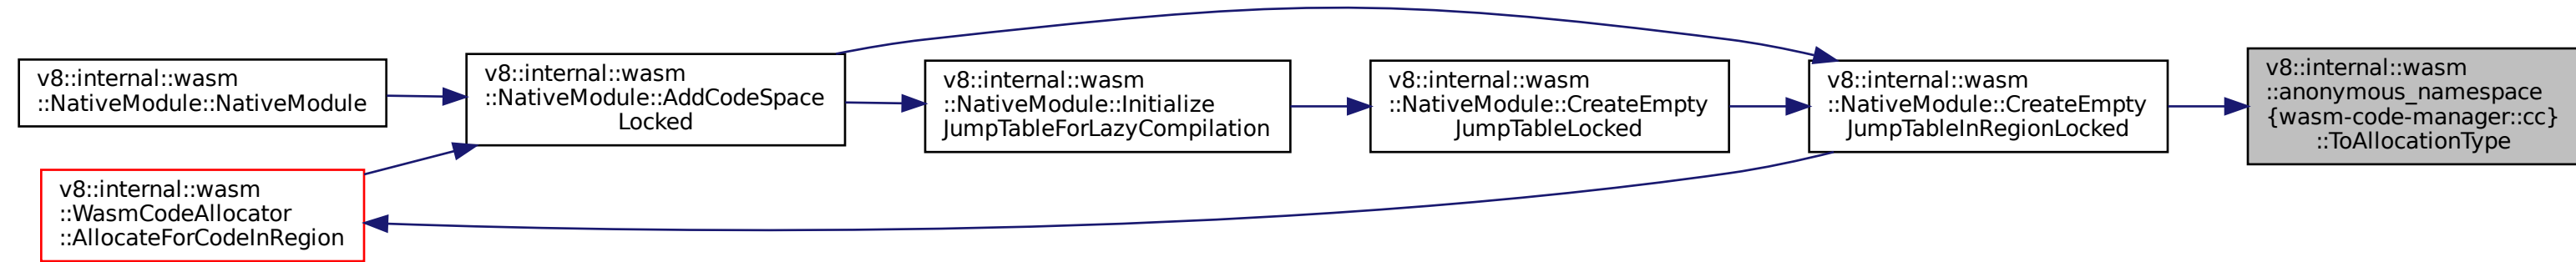 v8::internal::wasm
::NativeModule::NativeModule
v8::internal::wasm
::WasmCodeAllocator
::AllocateForCodeInRegion
v8::internal::wasm
::NativeModule::AddCodeSpace
Locked
v8::internal::wasm
::NativeModule::Initialize
JumpTableForLazyCompilation
v8::internal::wasm
::NativeModule::CreateEmpty
JumpTableLocked
v8::internal::wasm
::NativeModule::CreateEmpty
JumpTableInRegionLocked
v8::internal::wasm
::anonymous_namespace
{wasm-code-manager::cc}
::ToAllocationType